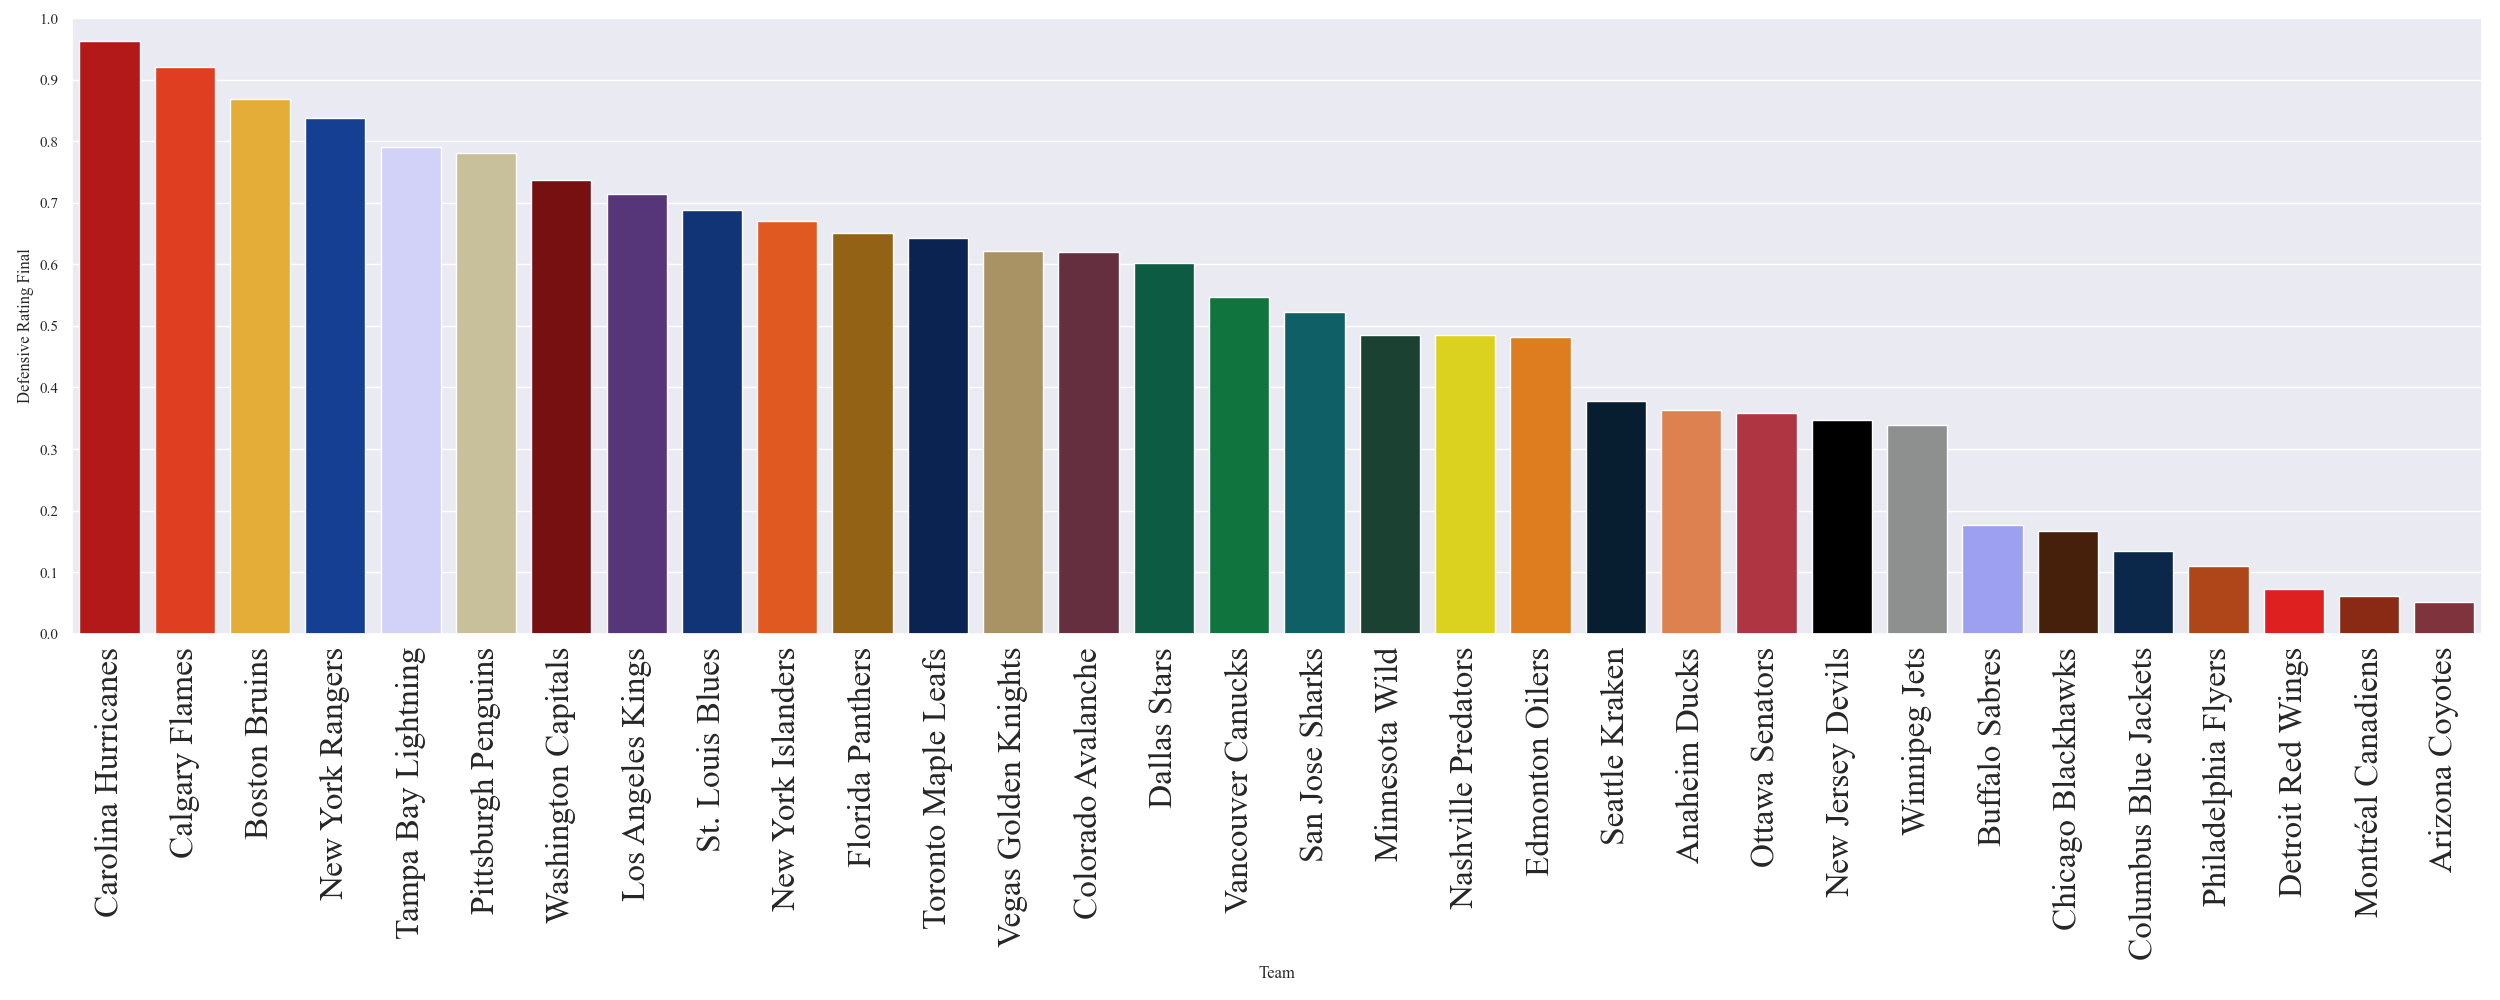 1.0
0.9
0.8
0.7
0.6
0.5
0.4
0.3
0.2
0.1
0.0
Defensive Rating Final
Carolina Hurricanes
Calgary Flames
Boston Bruins
New York Rangers
Tampa Bay Lightning
Pittsburgh Penguins
Washington Capitals
Los Angeles Kings
St. Louis Blues
New York Islanders
Florida Panthers
Toronto Maple Leafs
Vegas Golden Knights
Colorado Avalanche
Dallas Stars
Vancouver Canucks
San Jose Sharks
Minnesota Wild
Nashville Predators
Edmonton Oilers
Seattle Kraken
Anaheim Ducks
Ottawa Senators
New Jersey Devils
Winnipeg Jets
Buffalo Sabres
Chicago Blackhawks
Columbus Blue Jackets
Philadelphia Flyers
Detroit Red Wings
Montréal Canadiens
Arizona Coyotes
Team